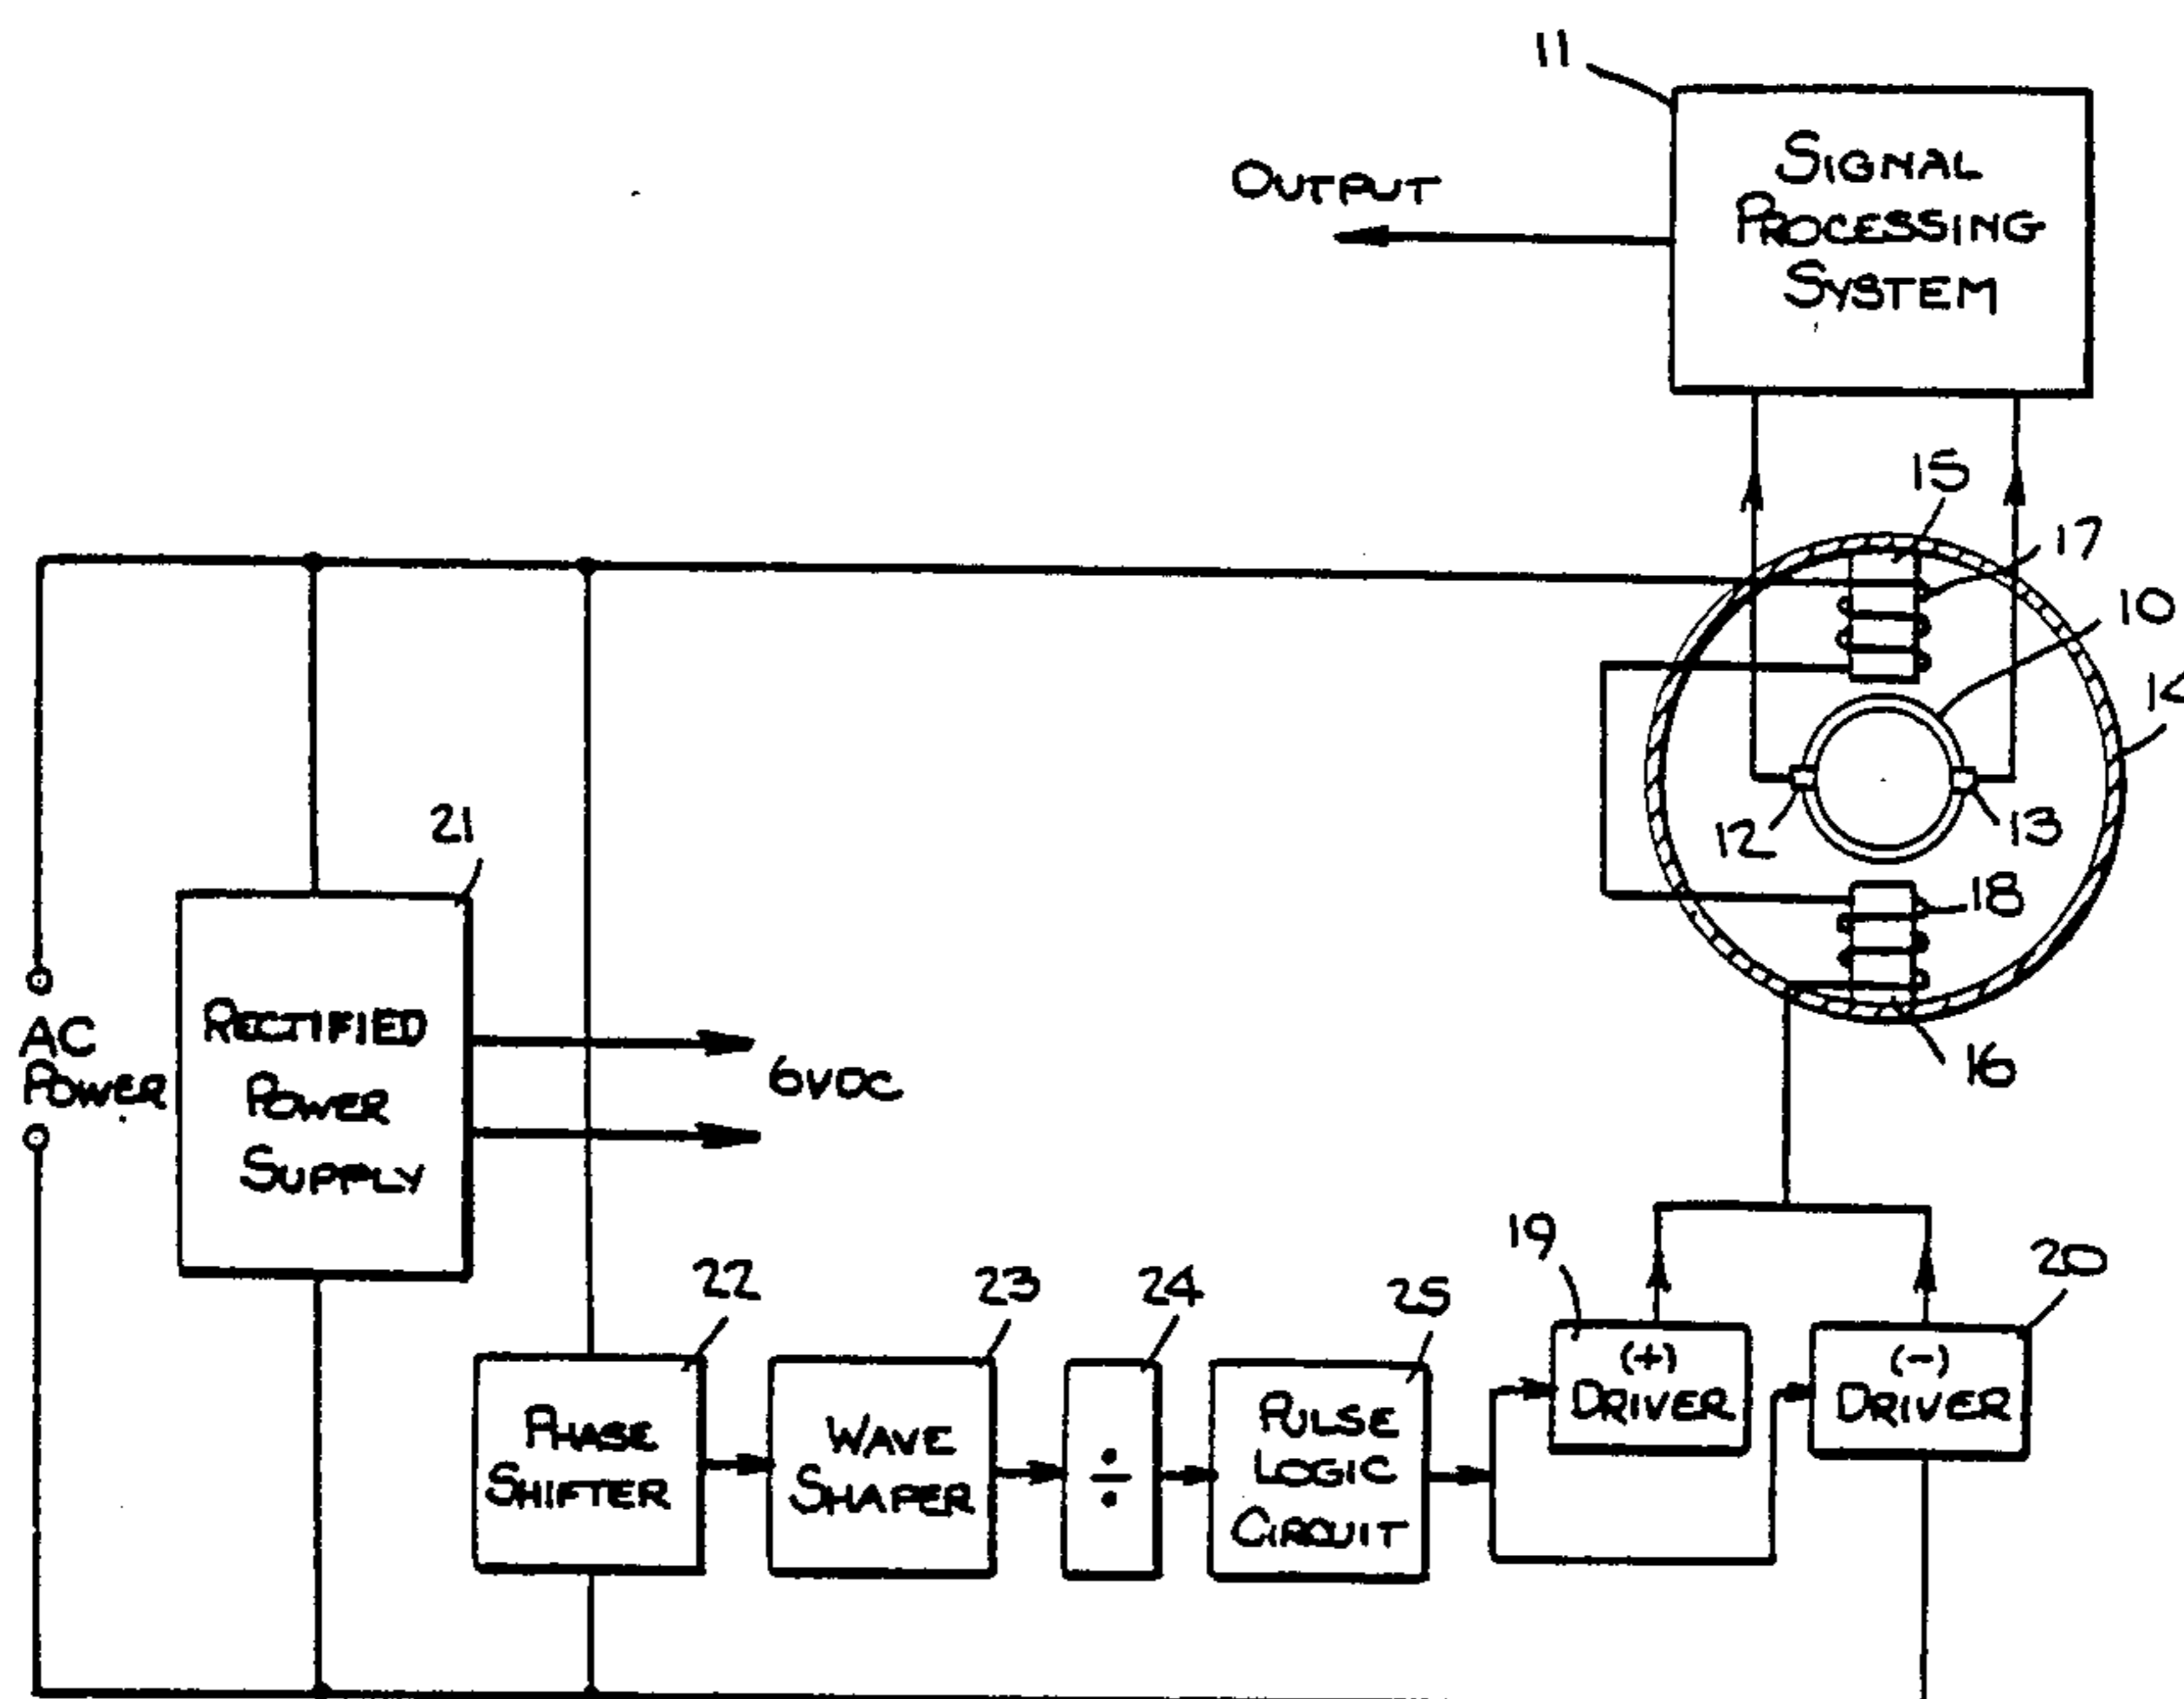 11
SIGNAL
PROCESSING
SYSTEM
OUTPUT
15
17
10
14
12
13
18
16
21
AC
POWER
RECTIFIED
POWER
SUPPLY
6VDC
22
23
24
25
19
20
PHASE
SHIFTER
WAVE
SHAPER
÷
PULSE
LOGIC
CIRCUIT
(+)
DRIVER
(-)
DRIVER